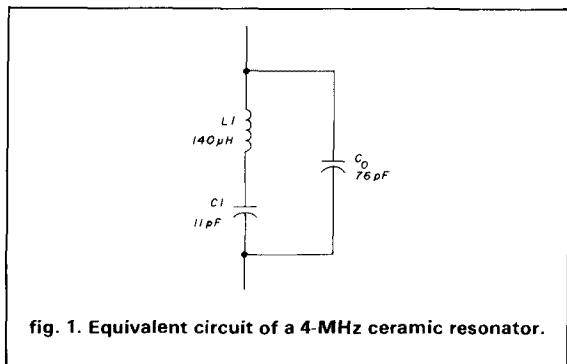 L1
140µH
C1
11pF
C0
76pF
fig. 1. Equivalent circuit of a 4-MHz ceramic resonator.